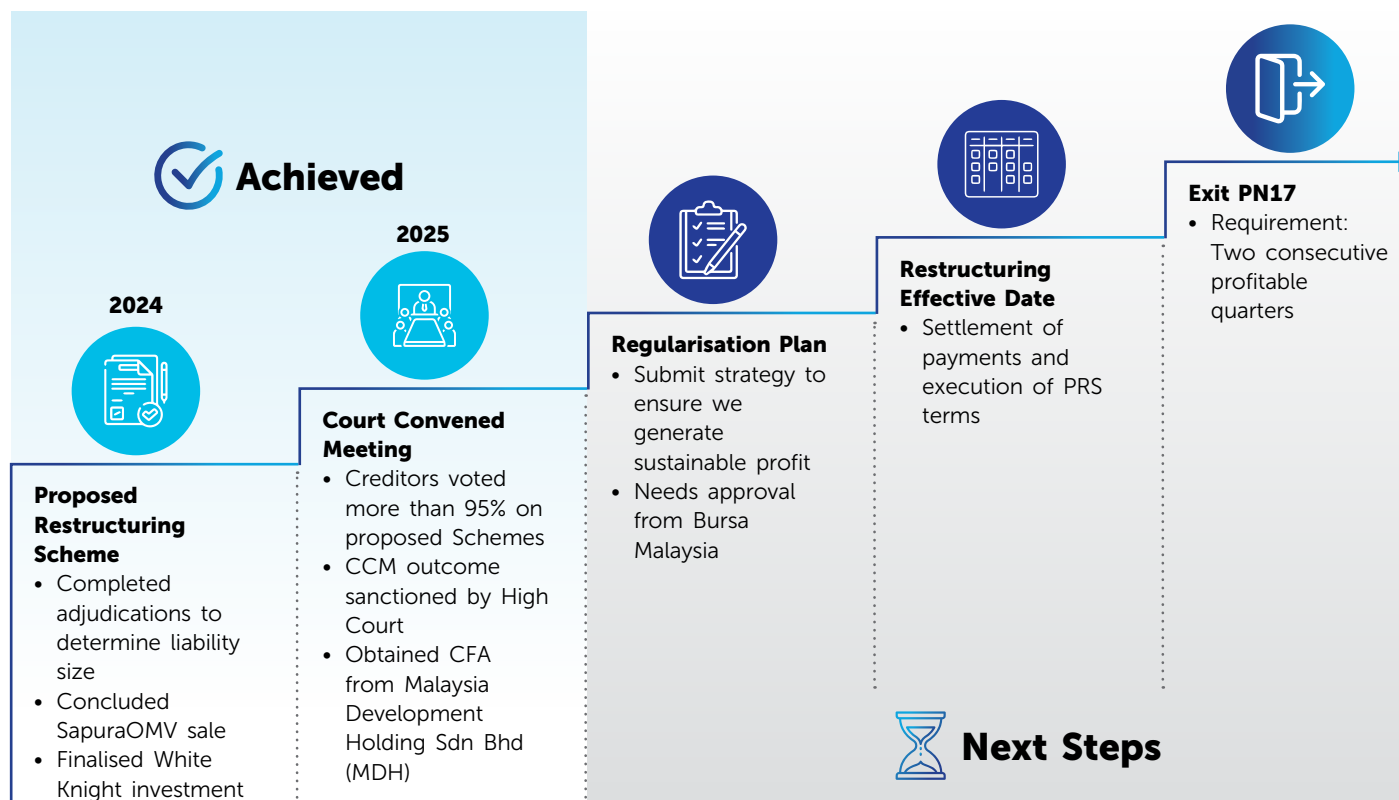 Achieved
2024
Proposed
Restructuring
Scheme
• Completed
adjudications to
determine liability
size
• Concluded
SapuraOMV sale
• Finalised White
Knight investment
2025
Court Convened
Meeting
• Creditors voted
more than 95% on
proposed Schemes
• CCM outcome
sanctioned by High
Court
• Obtained CFA
from Malaysia
Development
Holding Sdn Bhd
(MDH)
Regularisation Plan
• Submit strategy to
ensure we
generate
sustainable profit
• Needs approval
from Bursa
Malaysia
Restructuring
Effective Date
• Settlement of
payments and
execution of PRS
terms
Exit PN17
• Requirement:
Two consecutive
profitable
quarters
Next Steps